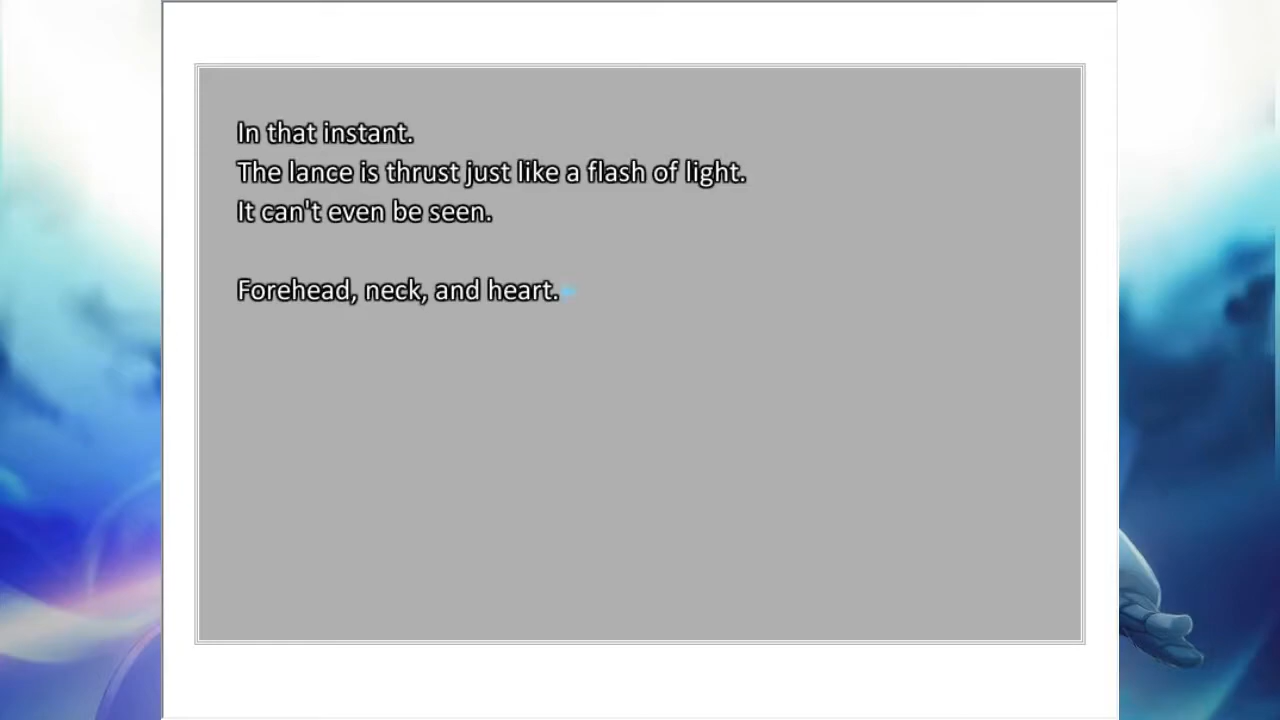 In that instant.
The lance is thrust just like a flash of light.
It can't even be seen.
Forehead, neck, and heart.